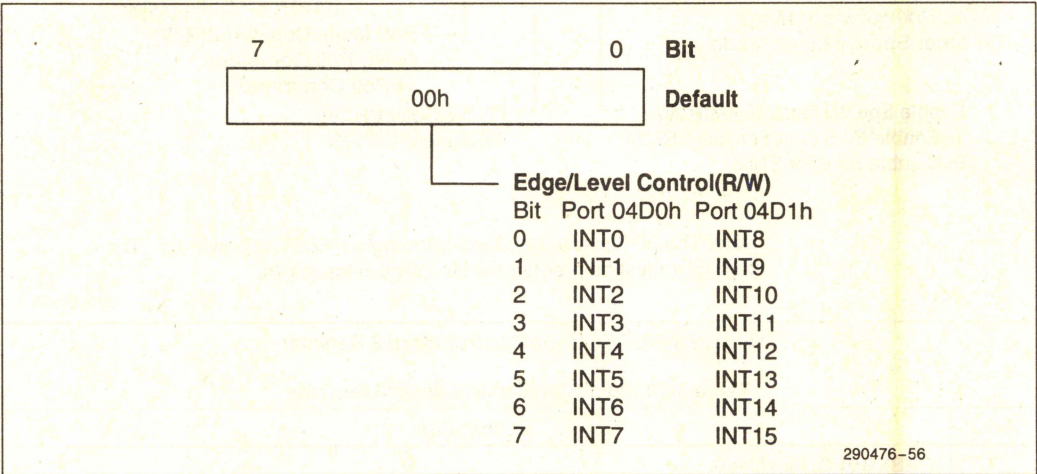 7 0 Bit
00h Default
Edge/Level Control(R/W)
Bit Port 04D0h Port 04D1h
0 INT0 INT8
1 INT1 INT9
2 INT2 INT10
3 INT3 INT11
4 INT4 INT12
5 INT5 INT13
6 INT6 INT14
7 INT7 INT15
290476-56